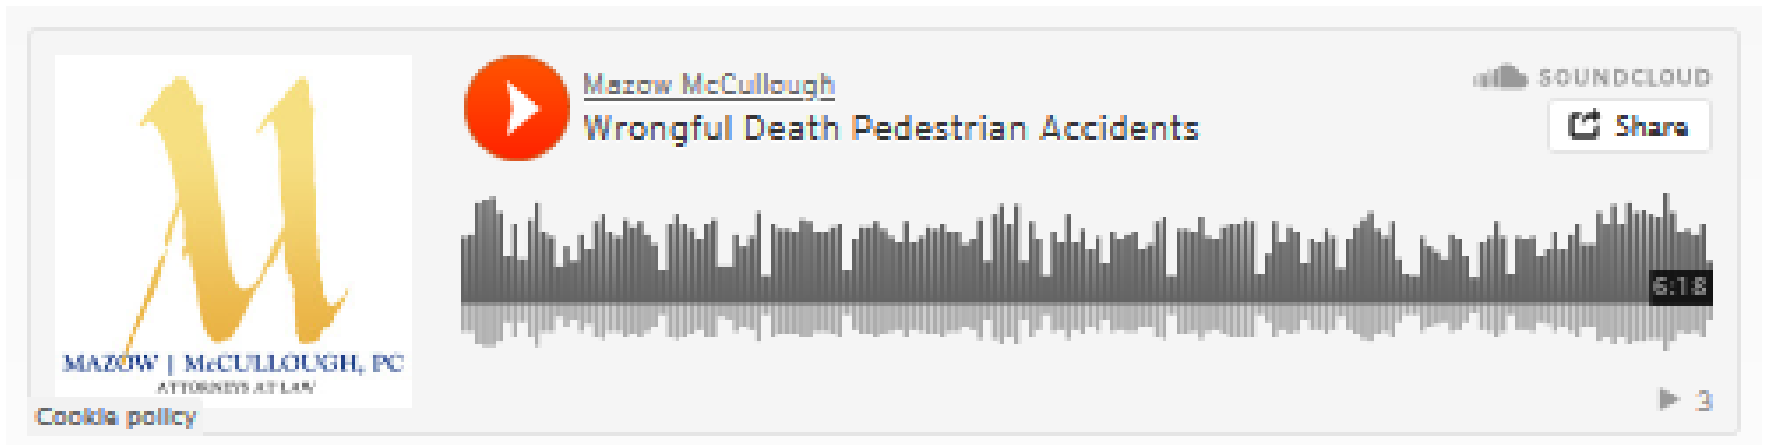 Mazow McCullough
Wrongful Death Pedestrian Accidents
SOUNDCLOUD
Share
6:18
MAZOW | McCULLOUGH, PC
ATTORNEYS AT LAW
Cookie policy
3